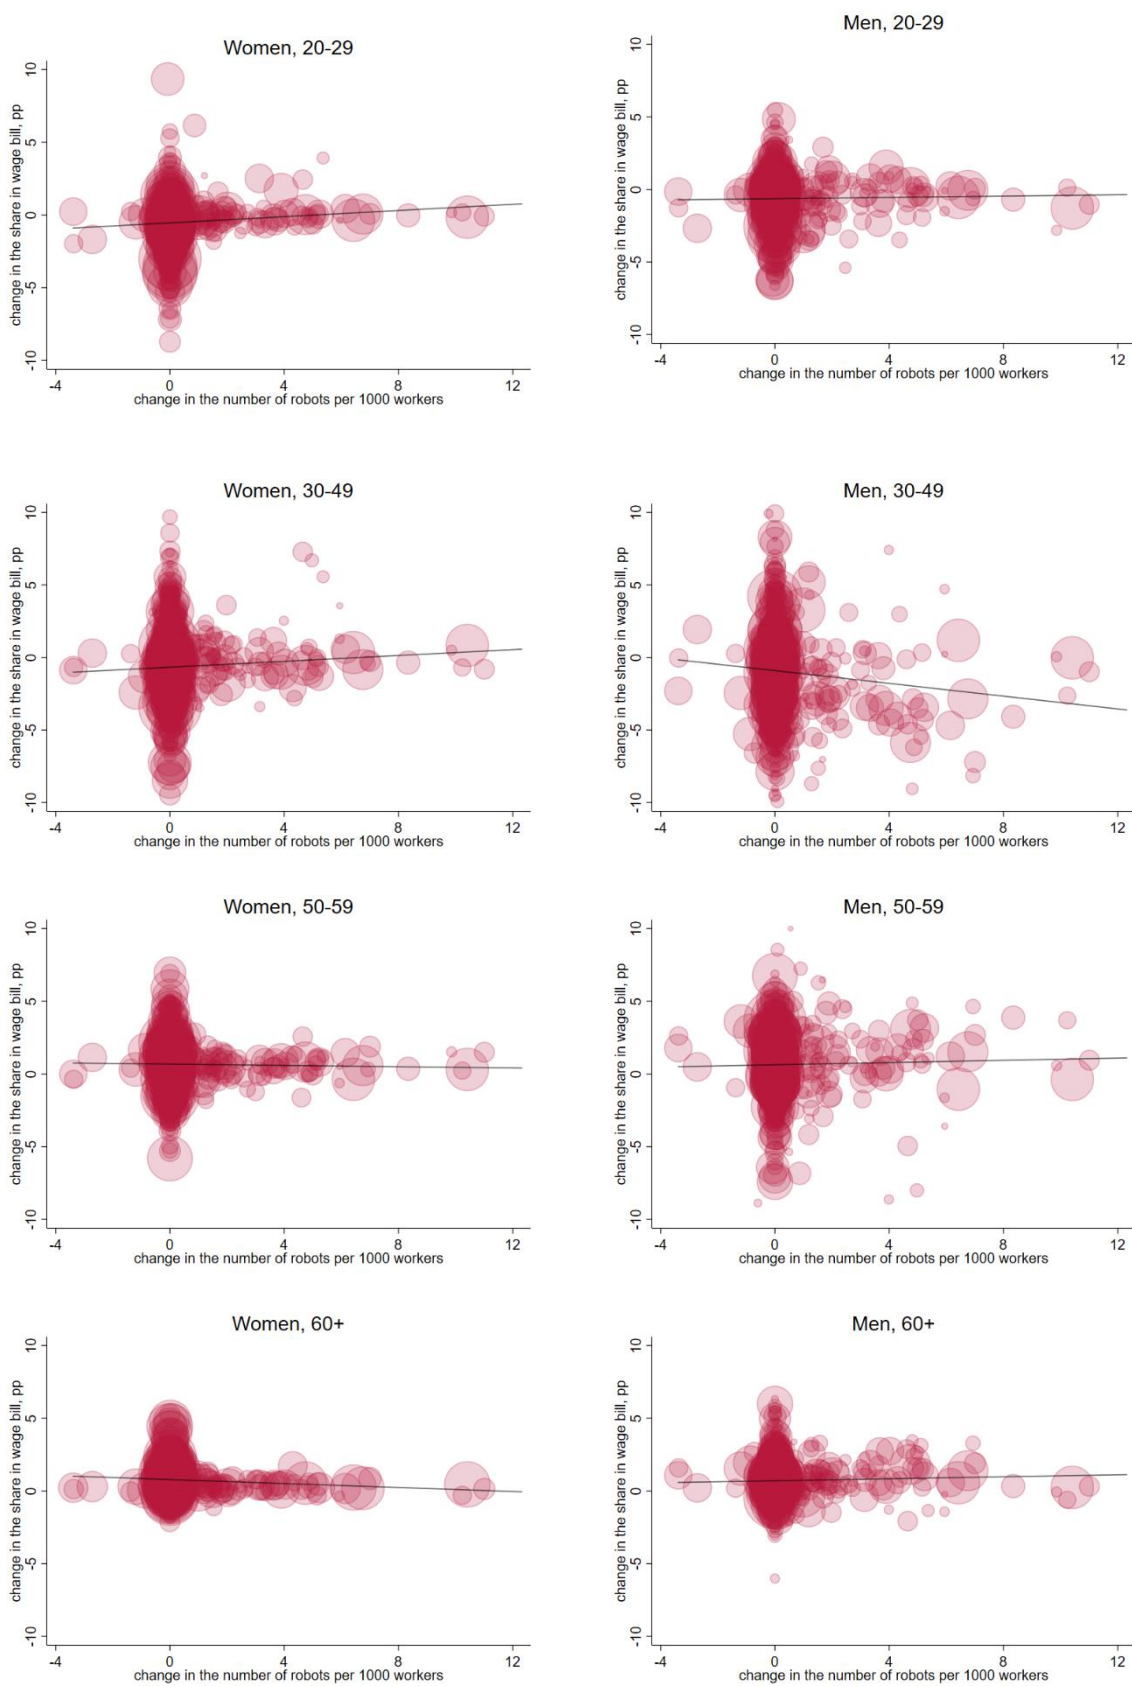 Women, 20-29
change in the share in wage bill, pp
10
5
0
-5
-10
-4 0 4 8 12
change in the number of robots per 1000 workers
Men, 20-29
change in the share in wage bill, pp
10
5
0
-5
-10
-4 0 4 8 12
change in the number of robots per 1000 workers
Women, 30-49
change in the share in wage bill, pp
10
5
0
-5
-10
-4 0 4 8 12
change in the number of robots per 1000 workers
Men, 30-49
change in the share in wage bill, pp
10
5
0
-5
-10
-4 0 4 8 12
change in the number of robots per 1000 workers
Women, 50-59
change in the share in wage bill, pp
10
5
0
-5
-10
-4 0 4 8 12
change in the number of robots per 1000 workers
Men, 50-59
change in the share in wage bill, pp
10
5
0
-5
-10
-4 0 4 8 12
change in the number of robots per 1000 workers
Women, 60+
change in the share in wage bill, pp
10
5
0
-5
-10
-4 0 4 8 12
change in the number of robots per 1000 workers
Men, 60+
change in the share in wage bill, pp
10
5
0
-5
-10
-4 0 4 8 12
change in the number of robots per 1000 workers